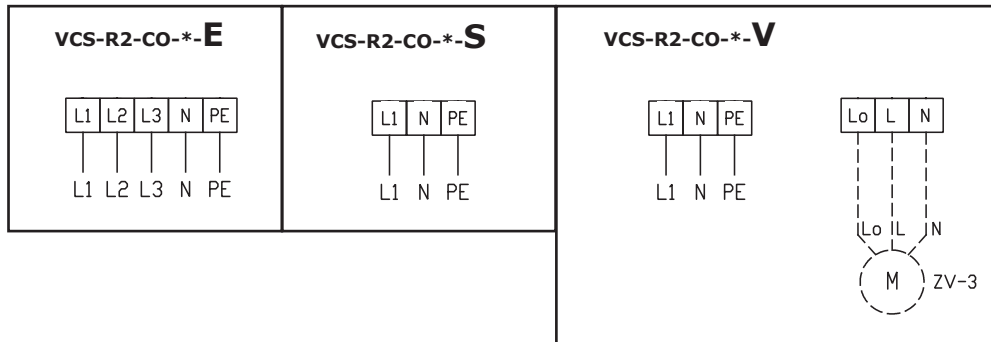 VCS-R2-CO-*-E
L1 L2 L3 N PE
L1 L2 L3 N PE
VCS-R2-CO-*-S
L1 N PE
L1 N PE
VCS-R2-CO-*-V
L1 N PE
L1 N PE
Lo L N
Lo L N
M ZV-3